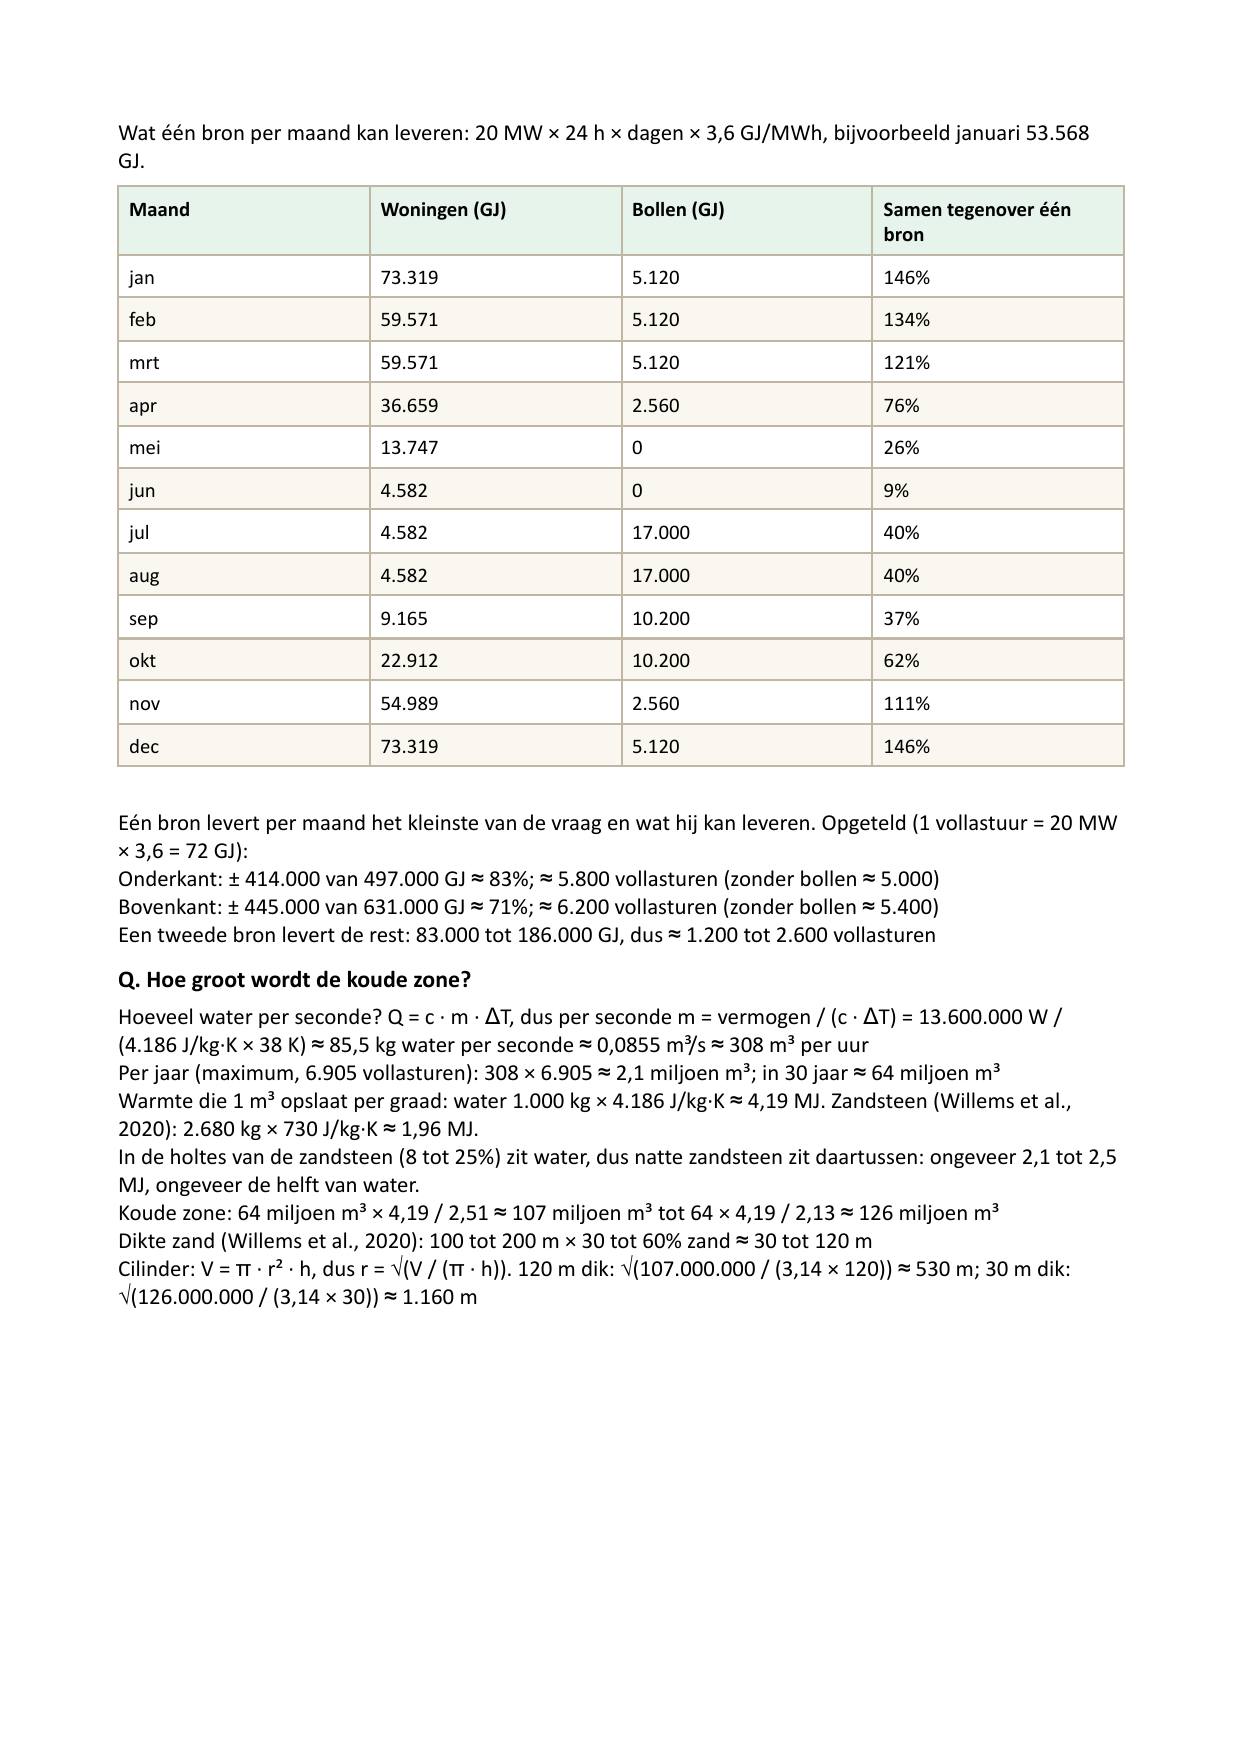 Wat één bron per maand kan leveren: 20 MW × 24 h × dagen × 3,6 GJ/MWh, bijvoorbeeld januari 53.568
GJ.
Maand Woningen (GJ) Bollen (GJ) Samen tegenover één bron
jan 73.319 5.120 146%
feb 59.571 5.120 134%
mrt 59.571 5.120 121%
apr 36.659 2.560 76%
mei 13.747 0 26%
jun 4.582 0 9%
jul 4.582 17.000 40%
aug 4.582 17.000 40%
sep 9.165 10.200 37%
okt 22.912 10.200 62%
nov 54.989 2.560 111%
dec 73.319 5.120 146%
Eén bron levert per maand het kleinste van de vraag en wat hij kan leveren. Opgeteld (1 vollastuur = 20 MW
× 3,6 = 72 GJ):
Onderkant: ± 414.000 van 497.000 GJ ≈ 83%; ≈ 5.800 vollasturen (zonder bollen ≈ 5.000)
Bovenkant: ± 445.000 van 631.000 GJ ≈ 71%; ≈ 6.200 vollasturen (zonder bollen ≈ 5.400)
Een tweede bron levert de rest: 83.000 tot 186.000 GJ, dus ≈ 1.200 tot 2.600 vollasturen
Q. Hoe groot wordt de koude zone?
Hoeveel water per seconde? Q = c · m · ΔT, dus per seconde m = vermogen / (c · ΔT) = 13.600.000 W /
(4.186 J/kg·K × 38 K) ≈ 85,5 kg water per seconde ≈ 0,0855 m³/s ≈ 308 m³ per uur
Per jaar (maximum, 6.905 vollasturen): 308 × 6.905 ≈ 2,1 miljoen m³; in 30 jaar ≈ 64 miljoen m³
Warmte die 1 m³ opslaat per graad: water 1.000 kg × 4.186 J/kg·K ≈ 4,19 MJ. Zandsteen (Willems et al.,
2020): 2.680 kg × 730 J/kg·K ≈ 1,96 MJ.
In de holtes van de zandsteen (8 tot 25%) zit water, dus natte zandsteen zit daartussen: ongeveer 2,1 tot 2,5
MJ, ongeveer de helft van water.
Koude zone: 64 miljoen m³ × 4,19 / 2,51 ≈ 107 miljoen m³ tot 64 × 4,19 / 2,13 ≈ 126 miljoen m³
Dikte zand (Willems et al., 2020): 100 tot 200 m × 30 tot 60% zand ≈ 30 tot 120 m
Cilinder: V = π · r² · h, dus r = √(V / (π · h)). 120 m dik: √(107.000.000 / (3,14 × 120)) ≈ 530 m; 30 m dik:
√(126.000.000 / (3,14 × 30)) ≈ 1.160 m